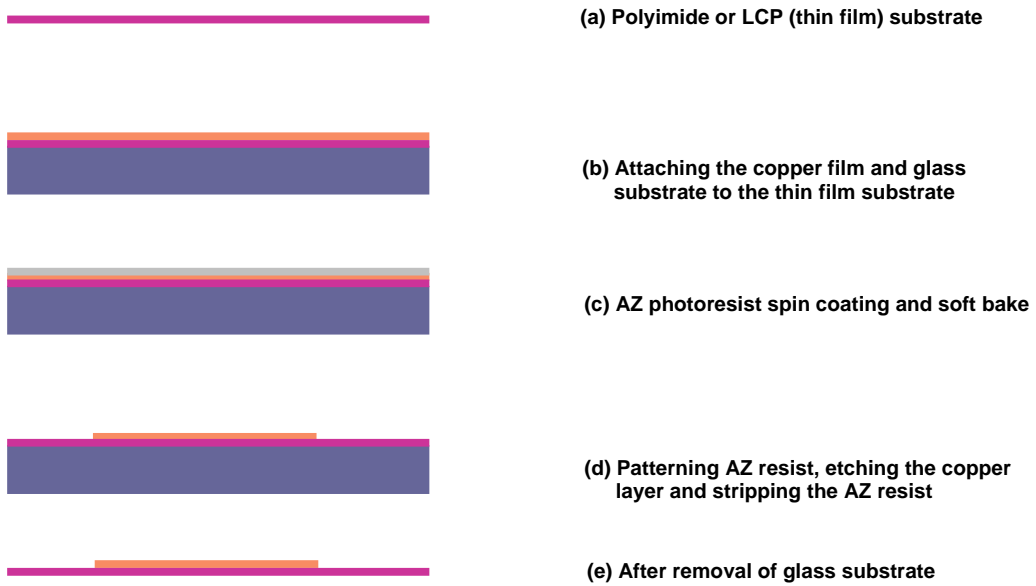 (a) Polyimide or LCP (thin film) substrate
(b) Attaching the copper film and glass
substrate to the thin film substrate
(c) AZ photoresist spin coating and soft bake
(d) Patterning AZ resist, etching the copper
layer and stripping the AZ resist
(e) After removal of glass substrate